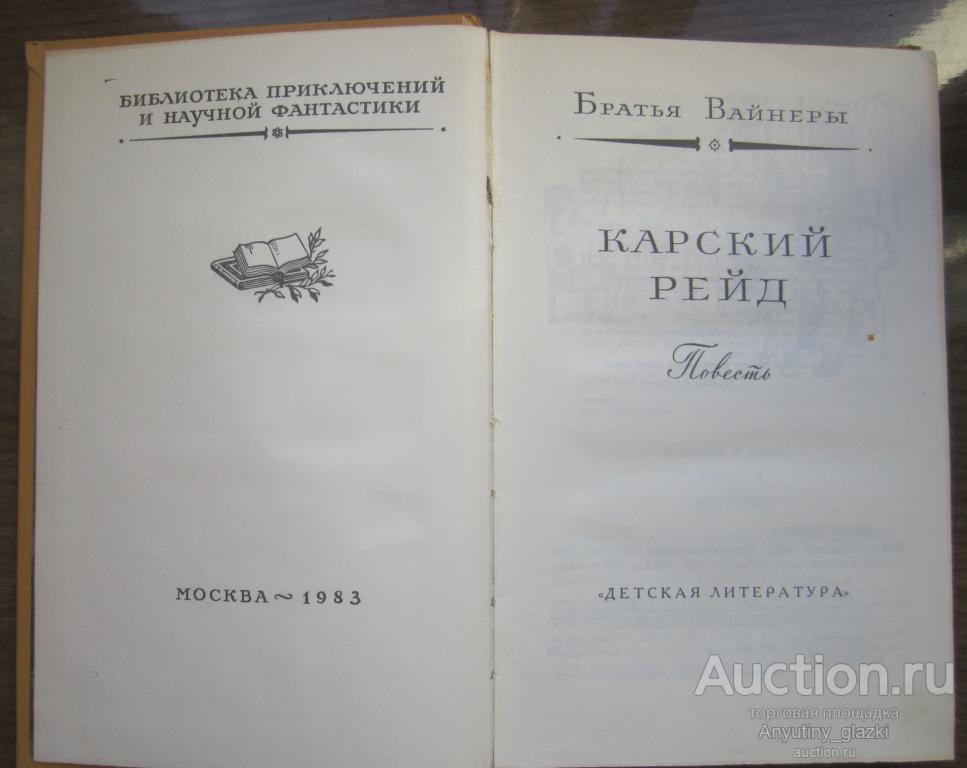 БИБЛИОТЕКА ПРИКЛЮЧЕНИЙ
И НАУЧНОЙ ФАНТАСТИКИ
МОСКВА ~ 1983
БРАТЬЯ ВАЙНЕРЫ
КАРСКИЙ
РЕЙД
Повесть
«ДЕТСКАЯ ЛИТЕРАТУРА»
Auction.ru
торговая площадка
Anyutiny_glazki
auction.ru